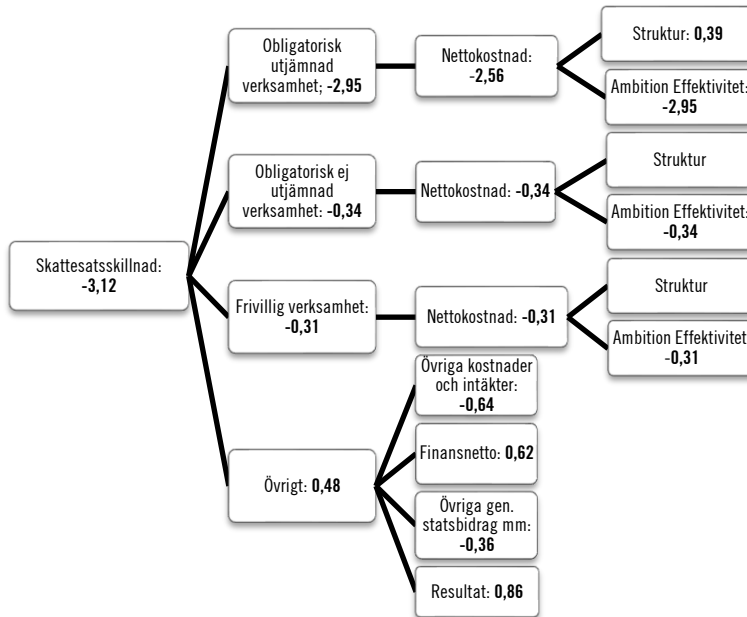 Skattesatsskillnad:
-3,12
Obligatorisk
utjämnad
verksamhet; -2,95
Nettokostnad:
-2,56
Struktur: 0,39
Ambition Effektivitet:
-2,95
Obligatorisk ej
utjämnad
verksamhet: -0,34
Nettokostnad: -0,34
Struktur
Ambition Effektivitet:
-0,34
Frivillig verksamhet:
-0,31
Nettokostnad: -0,31
Struktur
Ambition Effektivitet
-0,31
Övrigt: 0,48
Övriga kostnader
och intäkter:
-0,64
Finansnetto: 0,62
Övriga gen.
statsbidrag mm:
-0,36
Resultat: 0,86